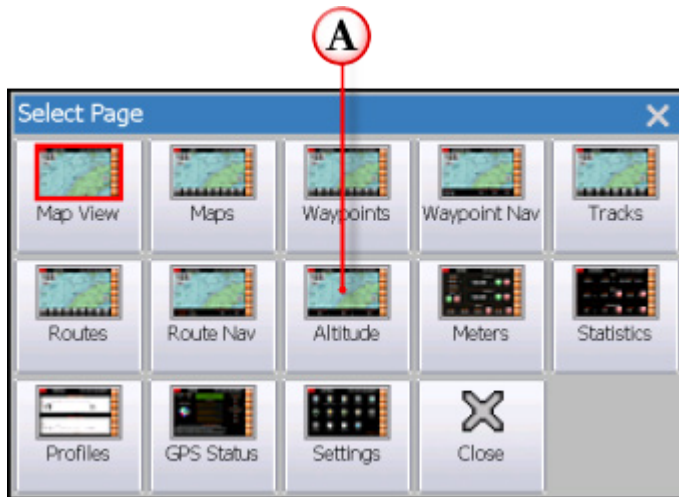 A
Select Page
Map View Maps Waypoints Waypoint Nav Tracks
Routes Route Nav Altitude Meters Statistics
Profiles GPS Status Settings Close